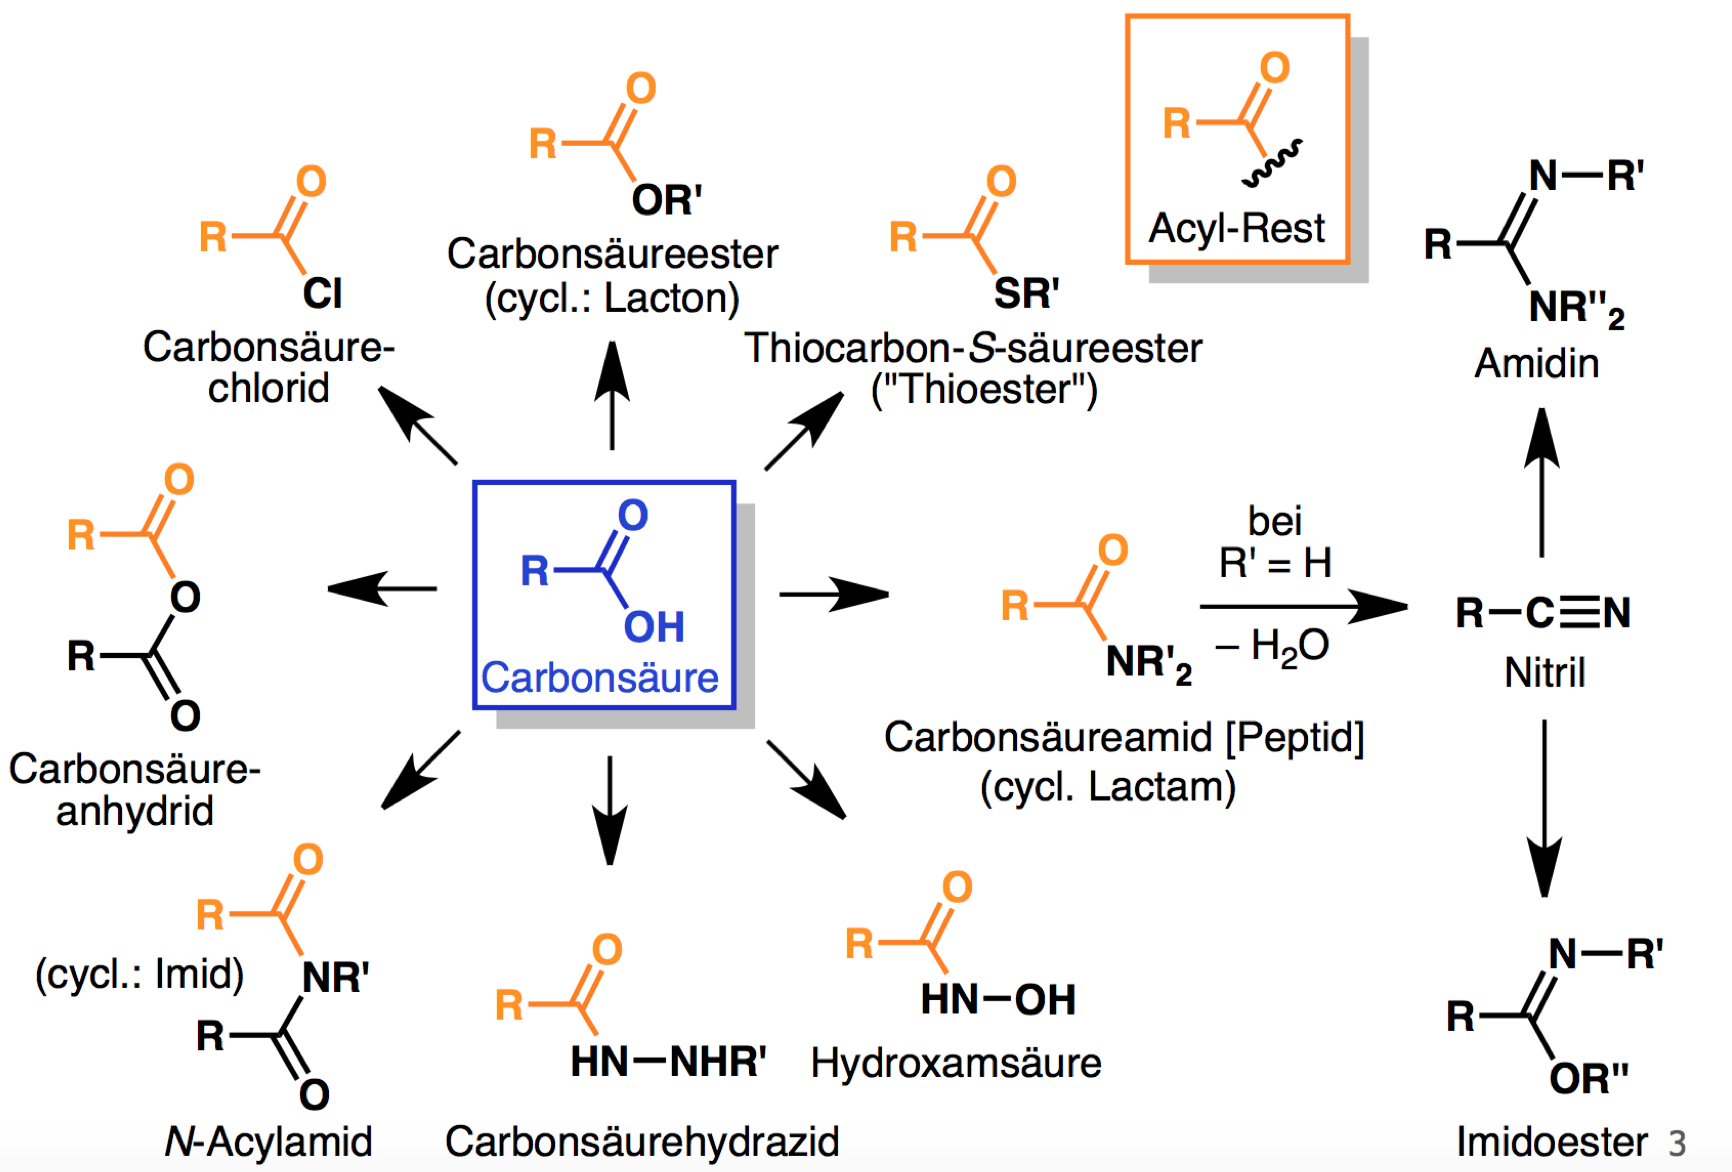 O
R
OR'
Carbonsäureester
(cycl.: Lacton)
O
R
Cl
Carbonsäure-
chlorid
O
R
SR'
Thiocarbon-S-säureester
("Thioester")
O
R
Acyl-Rest
N—R'
R
NR''₂
Amidin
O
R
O
R
O
Carbonsäure-
anhydrid
O
R
OH
Carbonsäure
O
R
NR'₂
Carbonsäureamid [Peptid]
(cycl. Lactam)
bei
R' = H
– H₂O
R—C≡N
Nitril
O
R
(cycl.: Imid)
NR'
R
O
N-Acylamid
O
R
HN—NHR'
Carbonsäurehydrazid
O
R
HN—OH
Hydroxamsäure
N—R'
R
OR''
Imidoester
3